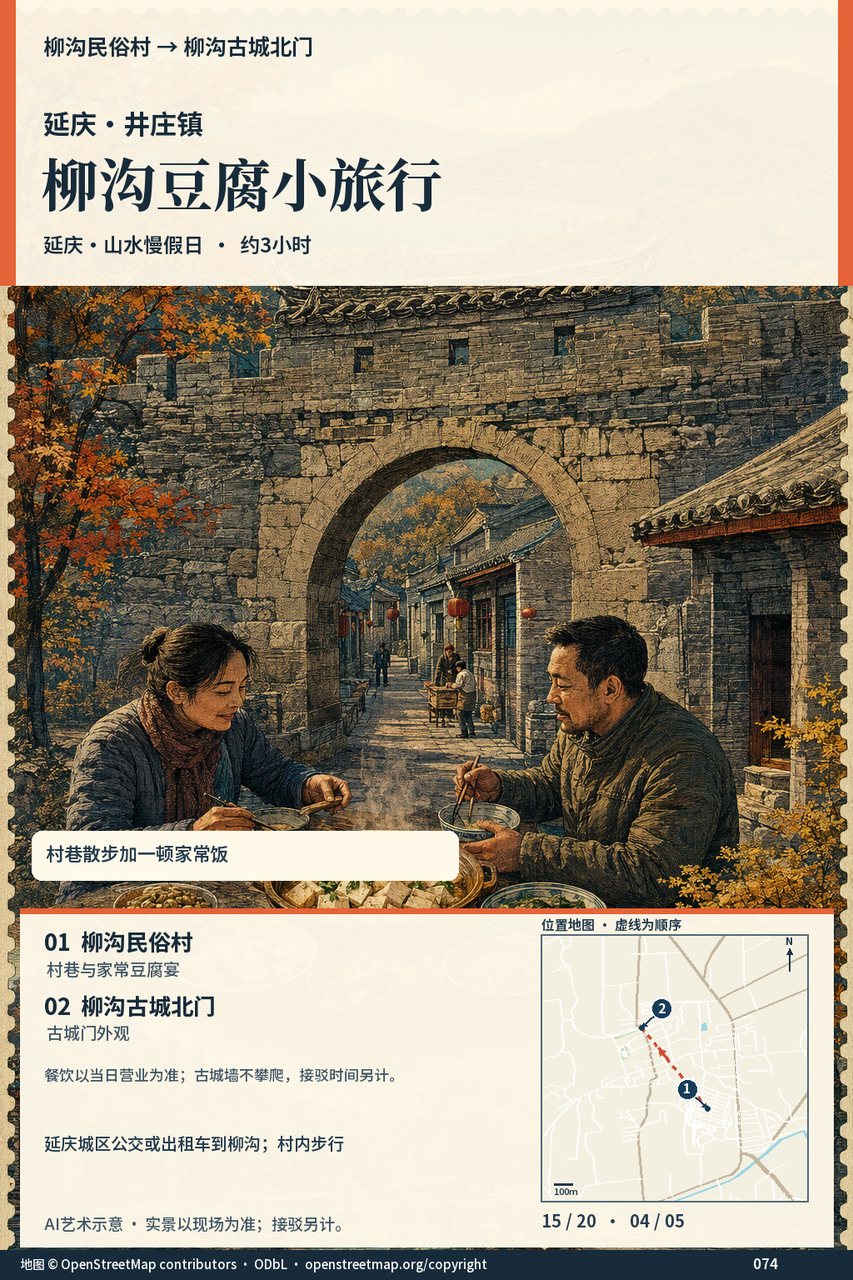 柳沟民俗村 → 柳沟古城北门
延庆·井庄镇
柳沟豆腐小旅行
延庆·山水慢假日 · 约3小时
村巷散步加一顿家常饭
01 柳沟民俗村
村巷与家常豆腐宴
02 柳沟古城北门
古城门外观
餐饮以当日营业为准；古城墙不攀爬，接驳时间另计。
延庆城区公交或出租车到柳沟；村内步行
AI艺术示意·实景以现场为准；接驳另计。
位置地图 · 虚线为顺序
N
2
1
100m
15 / 20 · 04 / 05
地图 © OpenStreetMap contributors · ODbL · openstreetmap.org/copyright
074